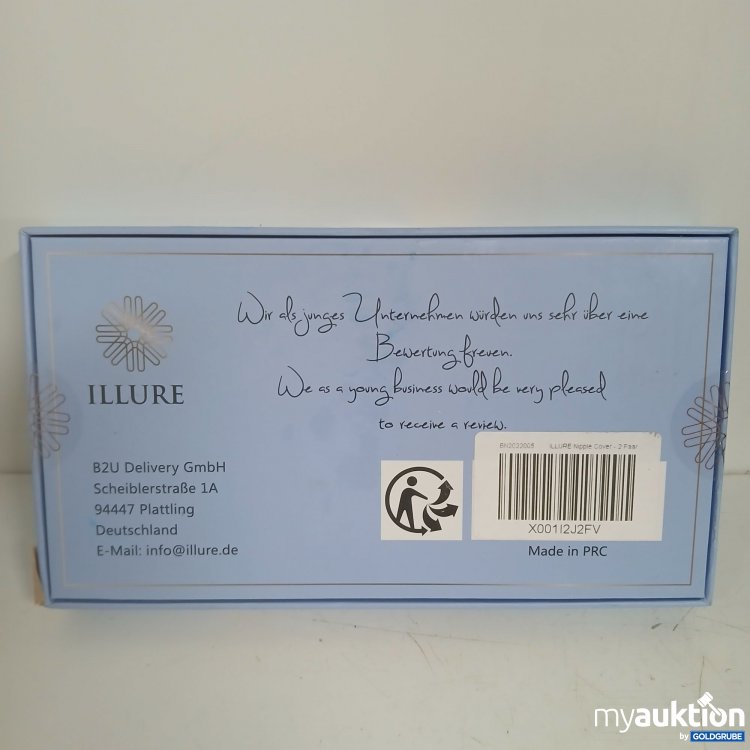 Wir als junges Unternehmen würden uns sehr über eine
Bewertung freuen.
We as a young business would be very pleased
to receive a review.
ILLURE
B2U Delivery GmbH
Scheiblerstraße 1A
94447 Plattling
Deutschland
E-Mail: info@illure.de
ILLURE Nipple Cover - 2 Paar
X001I2J2FV
Made in PRC
myauktion
by GOLDGRUBE